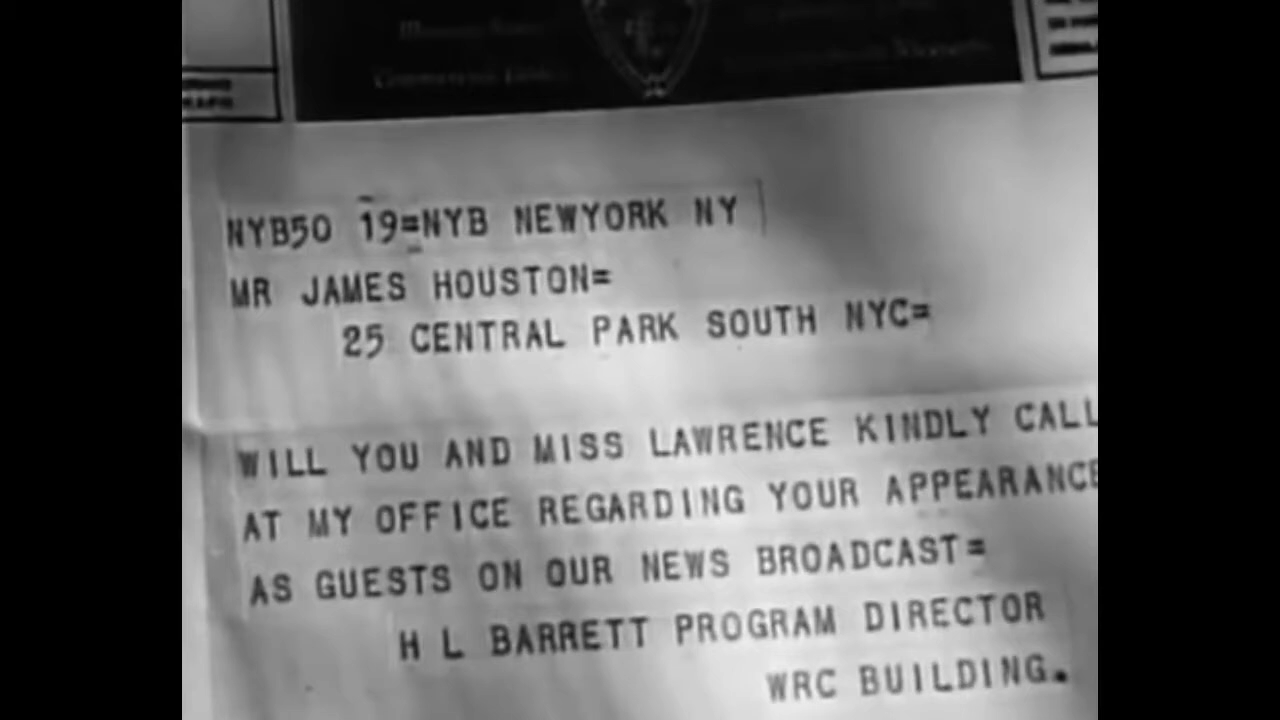 NYB50 19=NYB NEWYORK NY
MR JAMES HOUSTON=
25 CENTRAL PARK SOUTH NYC=
WILL YOU AND MISS LAWRENCE KINDLY CALL
AT MY OFFICE REGARDING YOUR APPEARANCE
AS GUESTS ON OUR NEWS BROADCAST=
H L BARRETT PROGRAM DIRECTOR
WRC BUILDING.